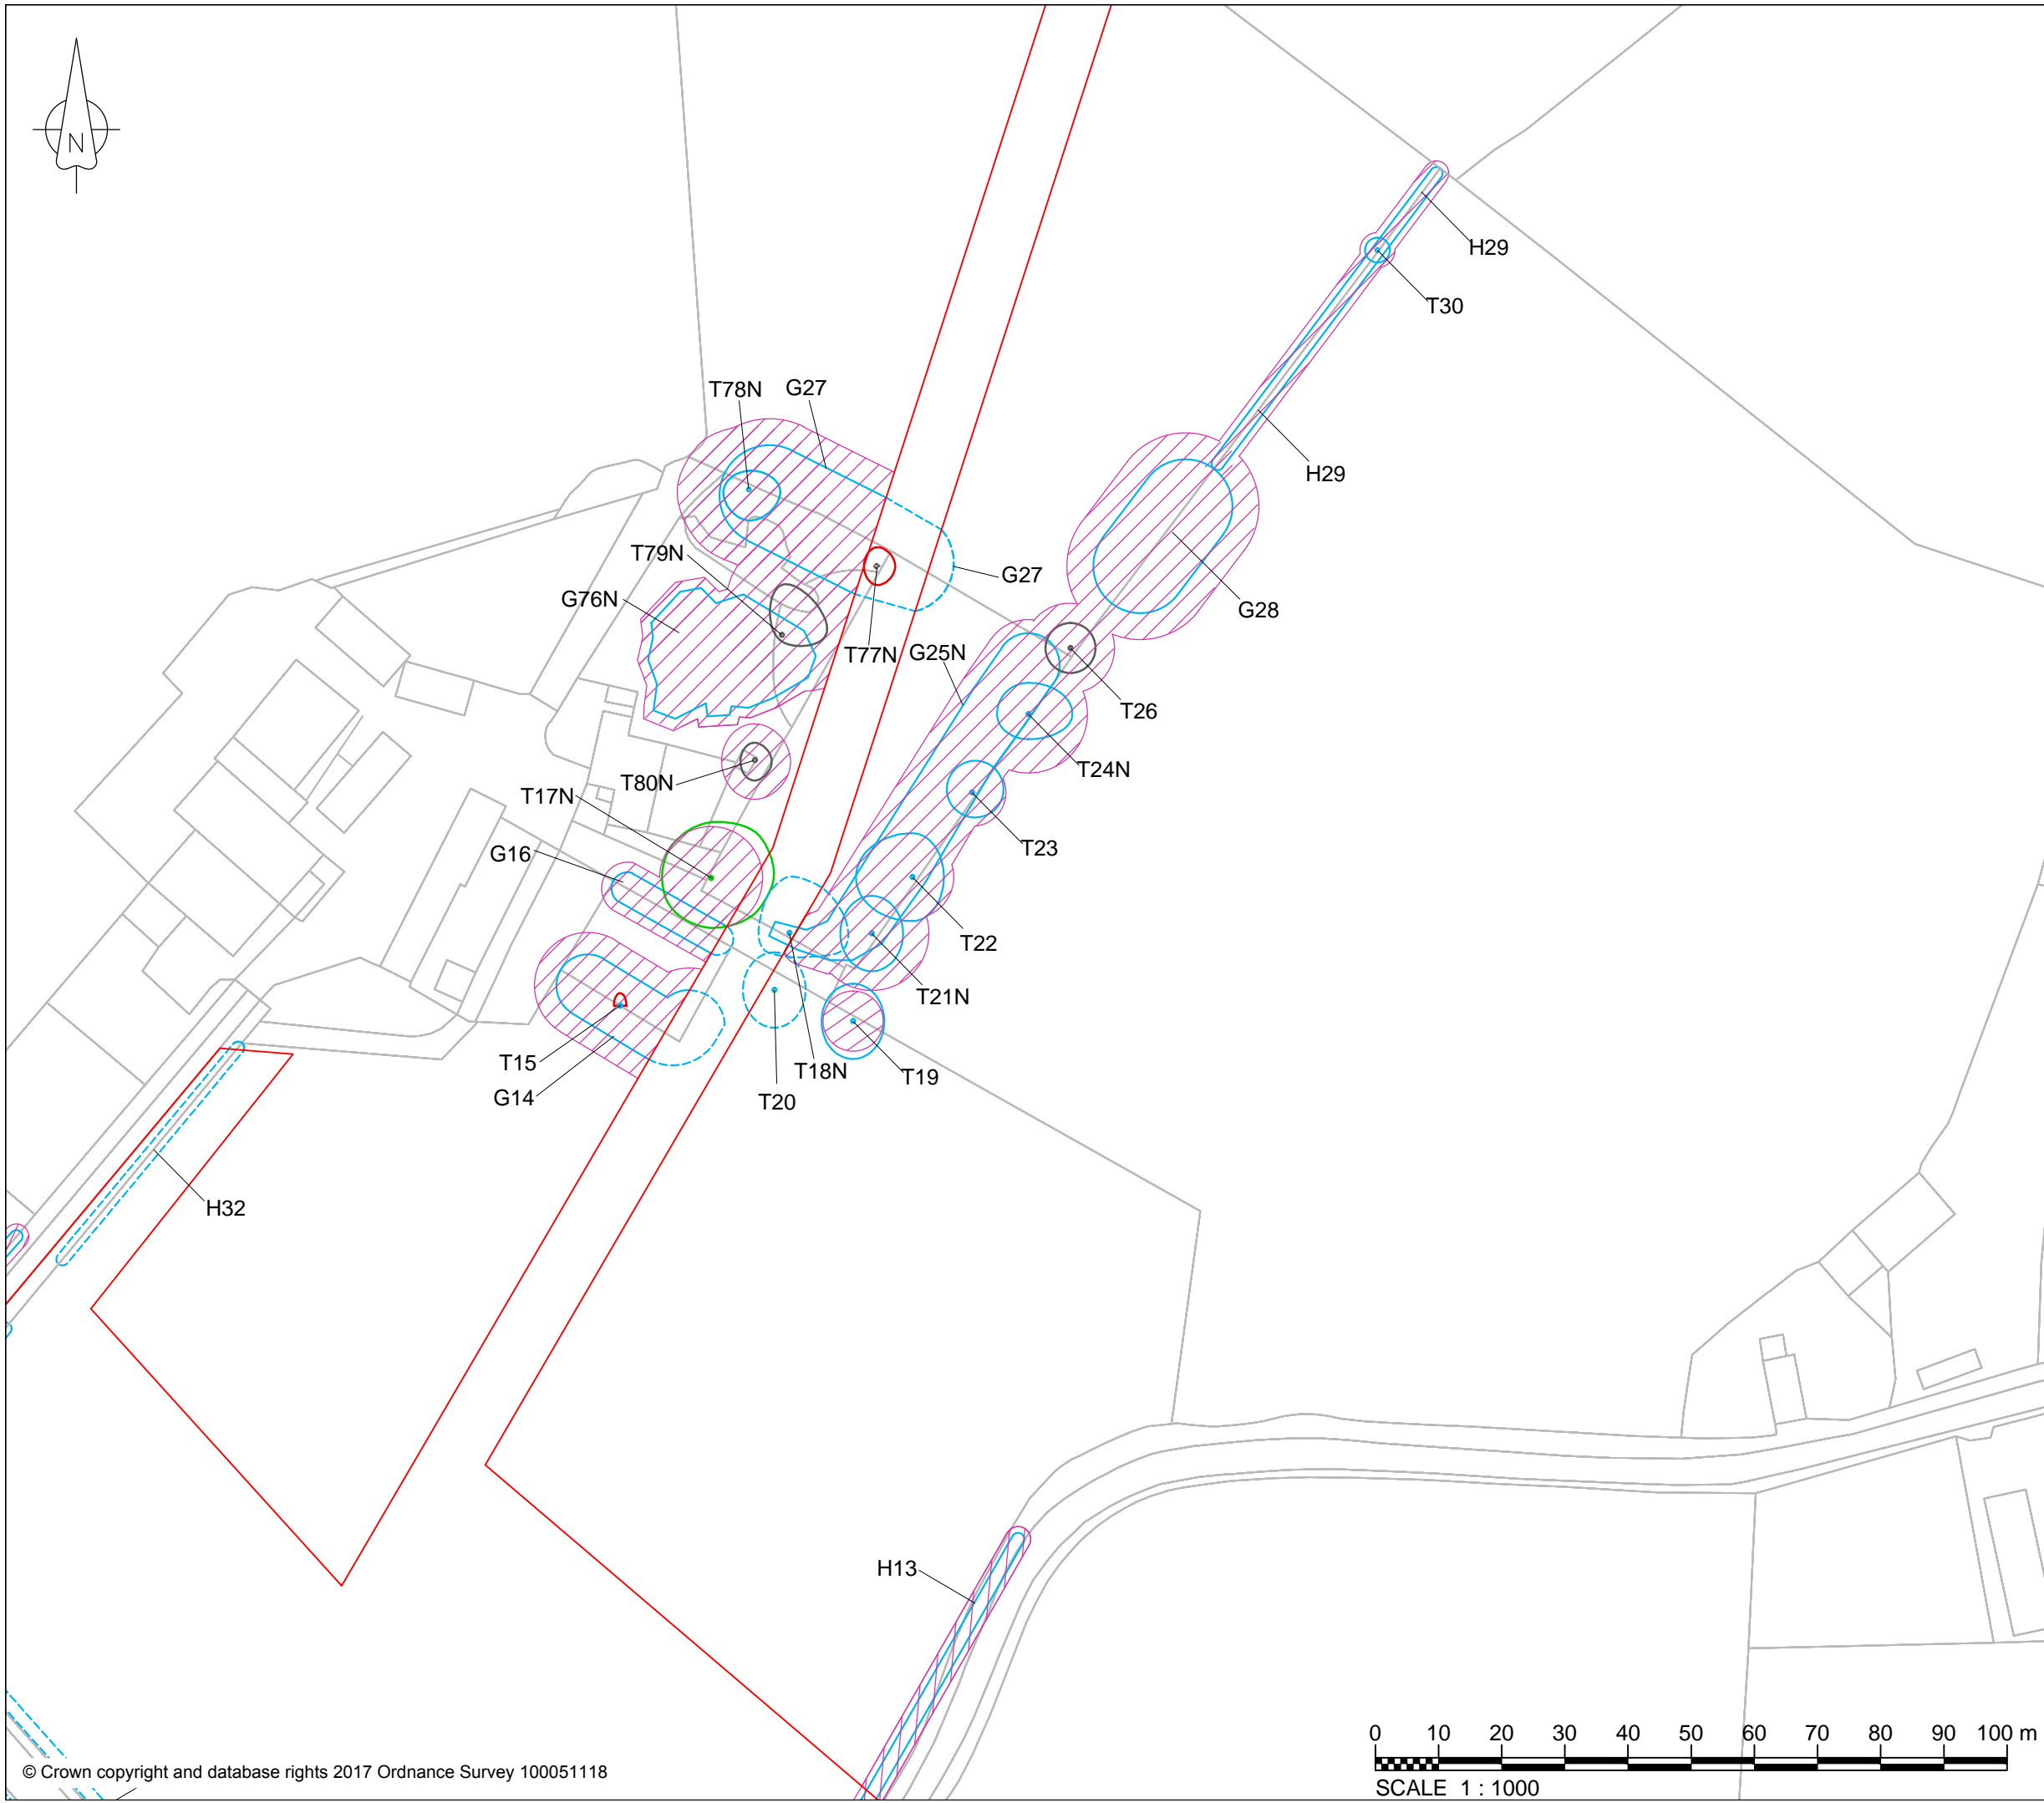 N
H29
T30
T78N
G27
H29
T79N
G27
G76N
G28
T77N
G25N
T26
T24N
T80N
T17N
T23
G16
T22
T21N
T15
T18N
T19
G14
T20
H32
H13
0 10 20 30 40 50 60 70 80 90 100 m
SCALE 1 : 1000
© Crown copyright and database rights 2017 Ordnance Survey 100051118